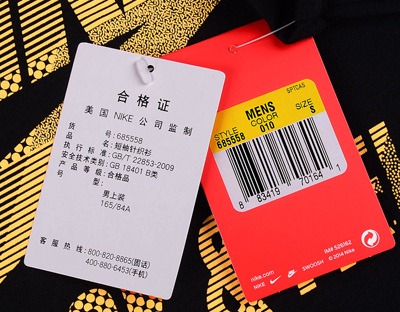 合格证
美国 NIKE 公司监制
货号:685558
品名:短袖针织衫
执行标准:GB/T 22853-2009
安全技术类别:GB 18401 B类
产品等级:合格品
号型:
男上装
165/84A
客服热线:800-820-8865(固话)
400-880-6453(手机)
SPTCAS
MENS
STYLE COLOR SIZE
685558 010 S
8 83419 70164 1
IM# 526162
nike.com
NIKE SWOOSH © 2014 Nike